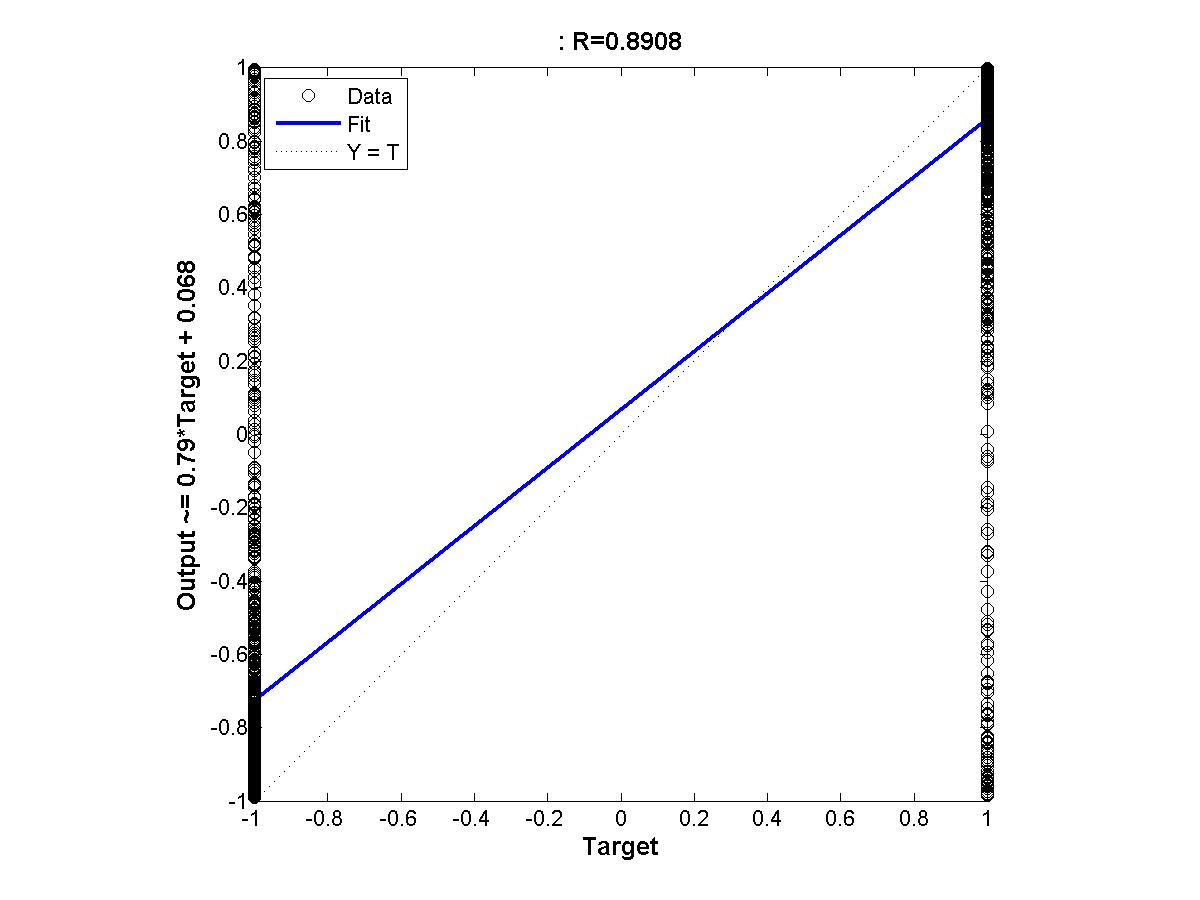 : R=0.8908
Data
Fit
Y = T
1
0.8
0.6
0.4
0.2
0
-0.2
-0.4
-0.6
-0.8
-1
Output ~= 0.79*Target + 0.068
-1 -0.8 -0.6 -0.4 -0.2 0 0.2 0.4 0.6 0.8 1
Target